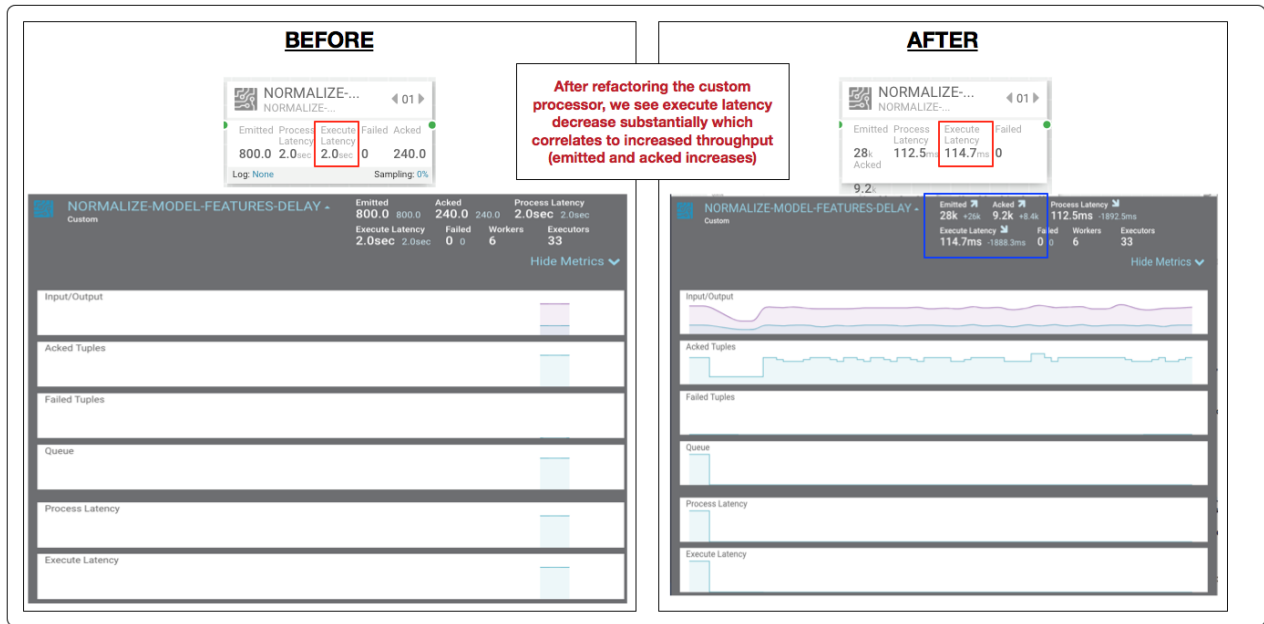 BEFORE
NORMALIZE-...
NORMALIZE-...
01
Emitted Process Latency Execute Latency Failed Acked
800.0 2.0sec 2.0sec 0 240.0
Log: None Sampling: 0%
NORMALIZE-MODEL-FEATURES-DELAY
Custom
Emitted Acked Process Latency
800.0 800.0 240.0 240.0 2.0sec 2.0sec
Execute Latency Failed Workers Executors
2.0sec 2.0sec 0 0 6 33
Hide Metrics
Input/Output
Acked Tuples
Failed Tuples
Queue
Process Latency
Execute Latency
After refactoring the custom
processor, we see execute latency
decrease substantially which
correlates to increased throughput
(emitted and acked increases)
AFTER
NORMALIZE-...
NORMALIZE-...
01
Emitted Process Latency Execute Latency Failed
28k 112.5ms 114.7ms 0
Acked
9.2k
NORMALIZE-MODEL-FEATURES-DELAY
Custom
Emitted Acked Process Latency
28k +26k 9.2k +8.4k 112.5ms -1892.5ms
Execute Latency Failed Workers Executors
114.7ms -1888.3ms 0 0 6 33
Hide Metrics
Input/Output
Acked Tuples
Failed Tuples
Queue
Process Latency
Execute Latency